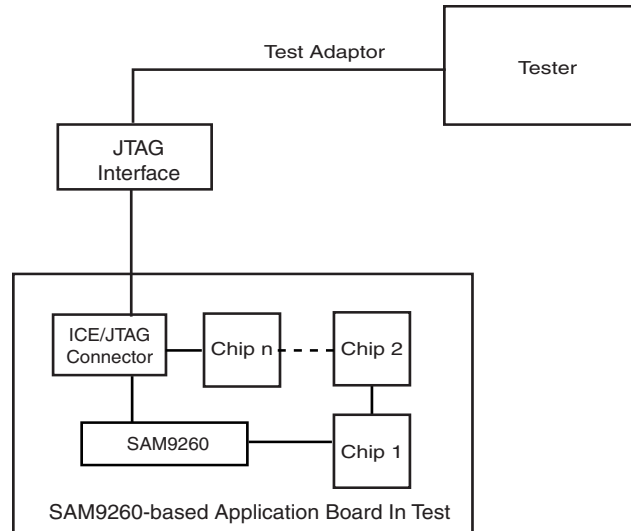 Test Adaptor
Tester
JTAG
Interface
ICE/JTAG
Connector
Chip n
Chip 2
SAM9260
Chip 1
SAM9260-based Application Board In Test